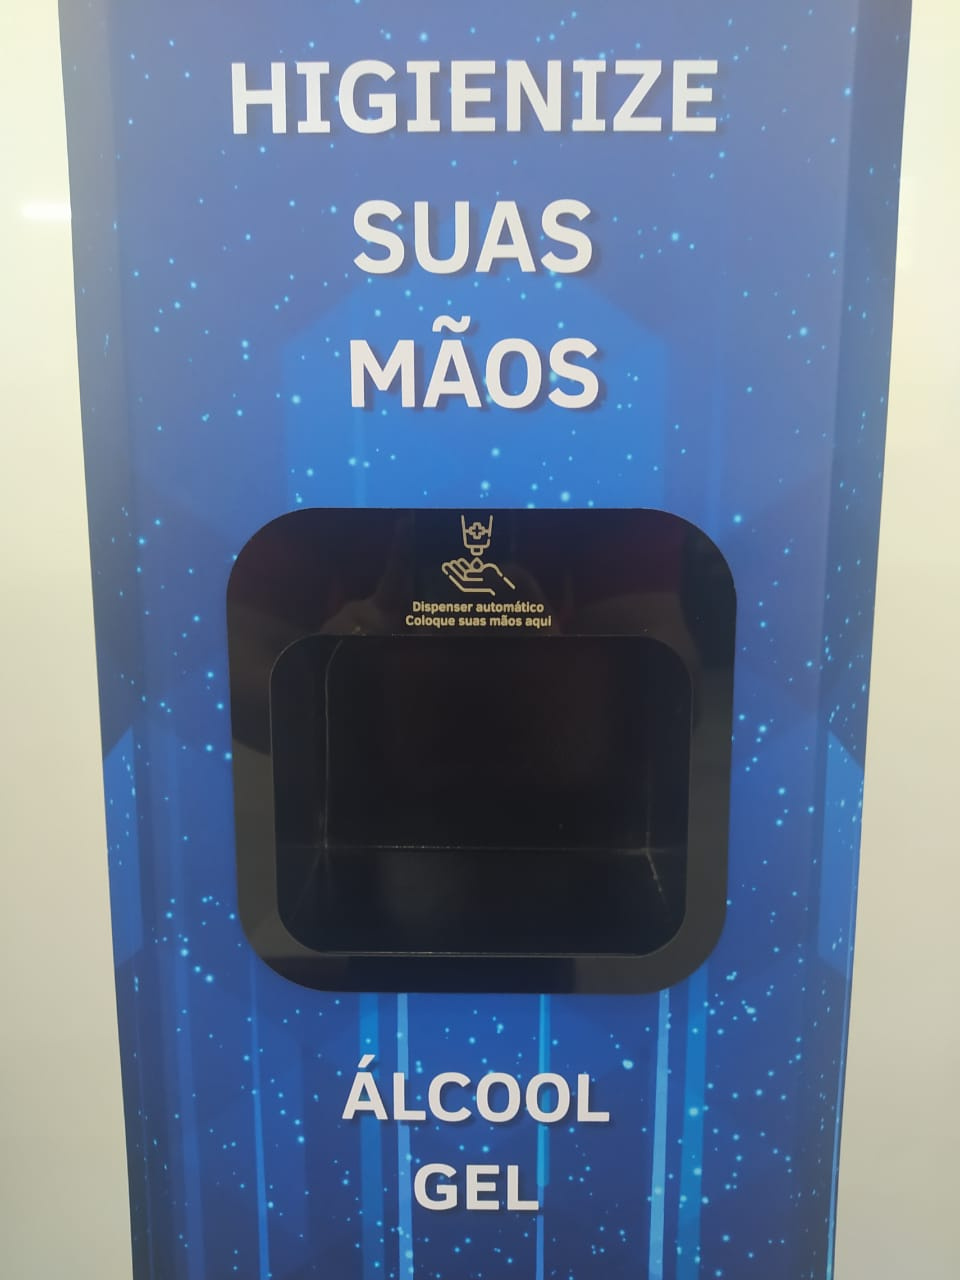 HIGIENIZE
SUAS
MÃOS
Dispenser automático
Coloque suas mãos aqui
ÁLCOOL
GEL